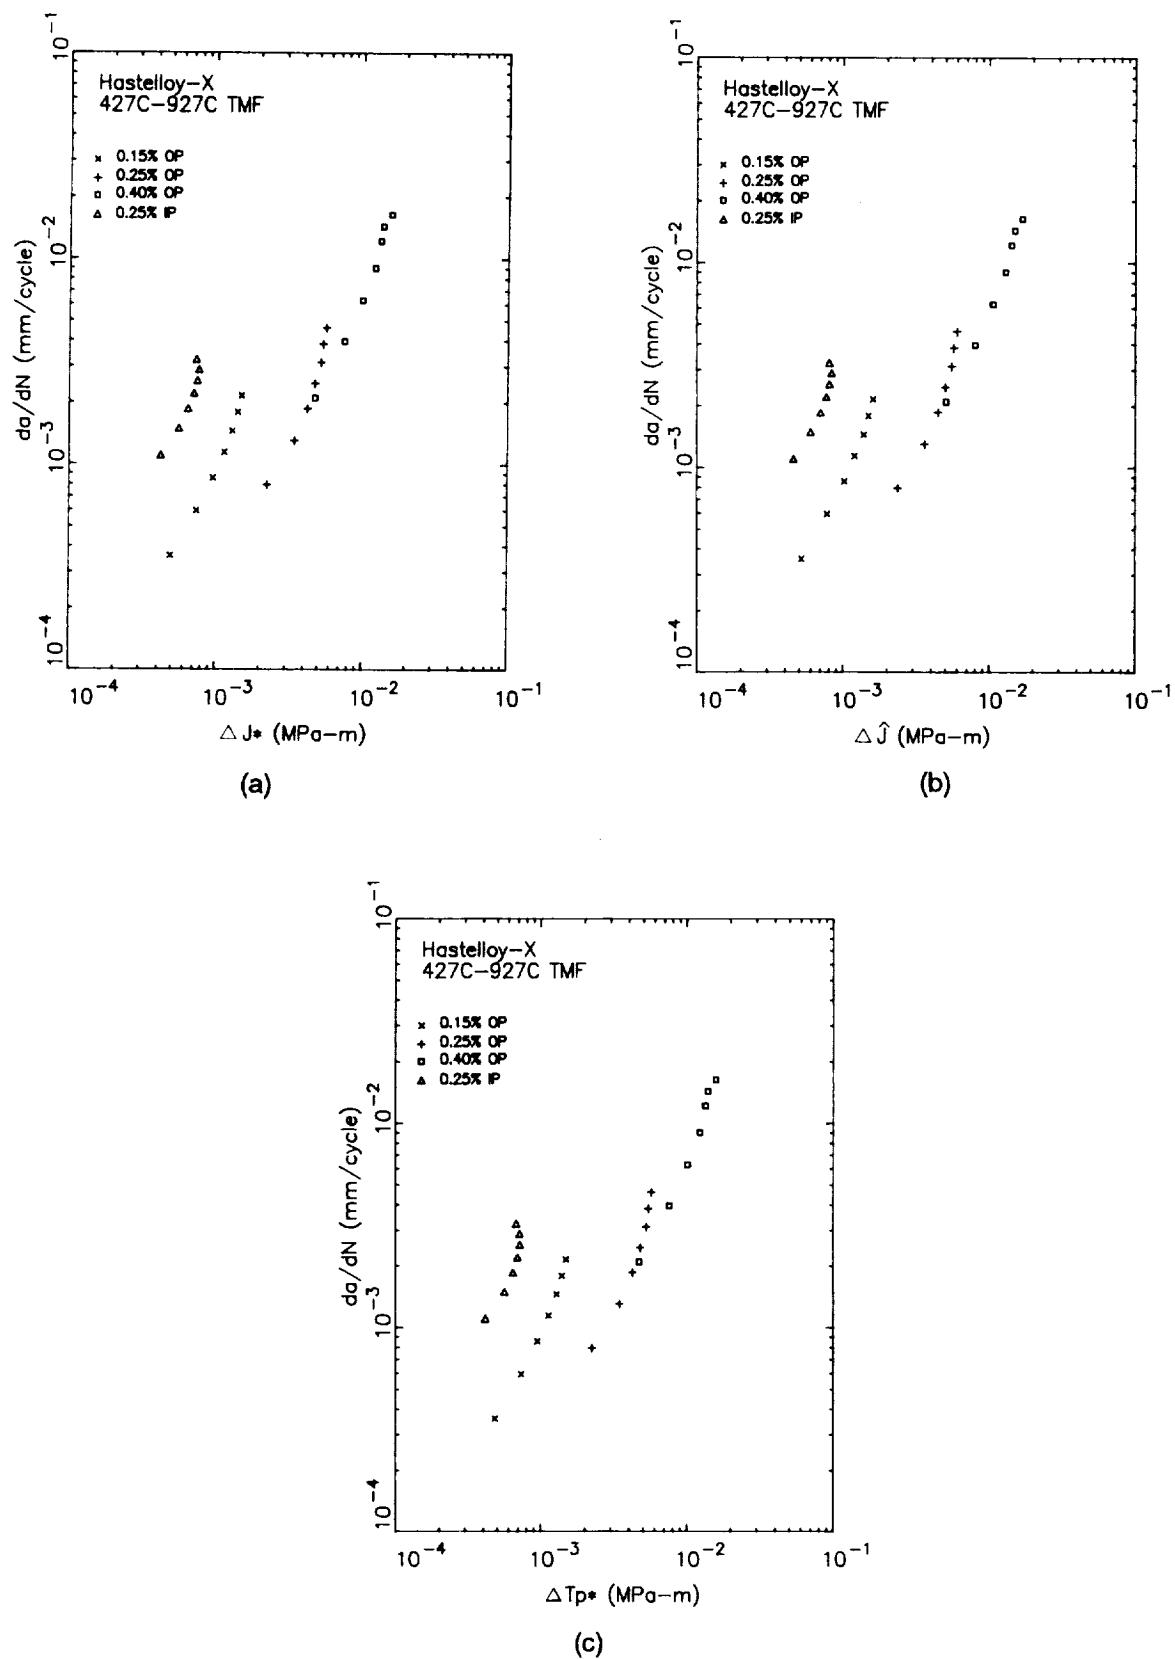 Hastelloy-X
427C-927C TMF
× 0.15% OP
+ 0.25% OP
□ 0.40% OP
△ 0.25% IP
da/dN (mm/cycle)
10⁻¹
10⁻²
10⁻³
10⁻⁴
10⁻⁴ 10⁻³ 10⁻² 10⁻¹
Δ J* (MPa-m)
(a)
Hastelloy-X
427C-927C TMF
× 0.15% OP
+ 0.25% OP
□ 0.40% OP
△ 0.25% IP
da/dN (mm/cycle)
10⁻¹
10⁻²
10⁻³
10⁻⁴
10⁻⁴ 10⁻³ 10⁻² 10⁻¹
Δ Ĵ (MPa-m)
(b)
Hastelloy-X
427C-927C TMF
× 0.15% OP
+ 0.25% OP
□ 0.40% OP
△ 0.25% IP
da/dN (mm/cycle)
10⁻¹
10⁻²
10⁻³
10⁻⁴
10⁻⁴ 10⁻³ 10⁻² 10⁻¹
Δ Tp* (MPa-m)
(c)